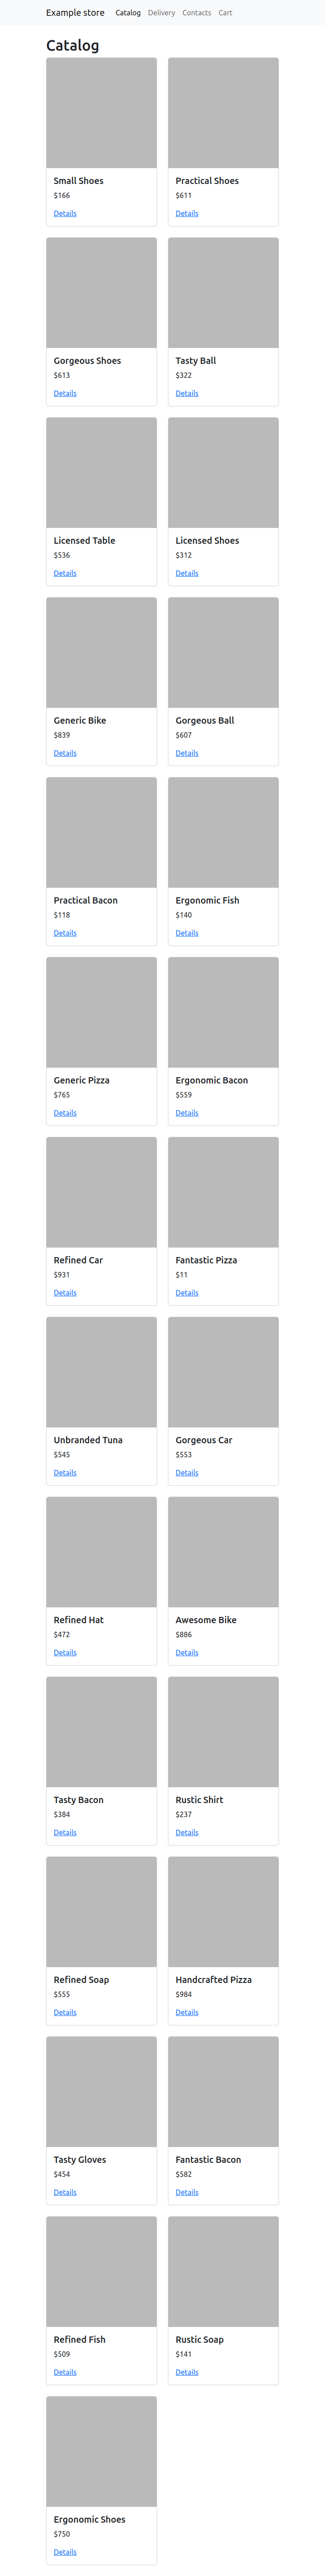 Example store Catalog Delivery Contacts Cart
Catalog
Small Shoes
$166
Details
Practical Shoes
$611
Details
Gorgeous Shoes
$613
Details
Tasty Ball
$322
Details
Licensed Table
$536
Details
Licensed Shoes
$312
Details
Generic Bike
$839
Details
Gorgeous Ball
$607
Details
Practical Bacon
$118
Details
Ergonomic Fish
$140
Details
Generic Pizza
$765
Details
Ergonomic Bacon
$559
Details
Refined Car
$931
Details
Fantastic Pizza
$11
Details
Unbranded Tuna
$545
Details
Gorgeous Car
$553
Details
Refined Hat
$472
Details
Awesome Bike
$886
Details
Tasty Bacon
$384
Details
Rustic Shirt
$237
Details
Refined Soap
$555
Details
Handcrafted Pizza
$984
Details
Tasty Gloves
$454
Details
Fantastic Bacon
$582
Details
Refined Fish
$509
Details
Rustic Soap
$141
Details
Ergonomic Shoes
$750
Details